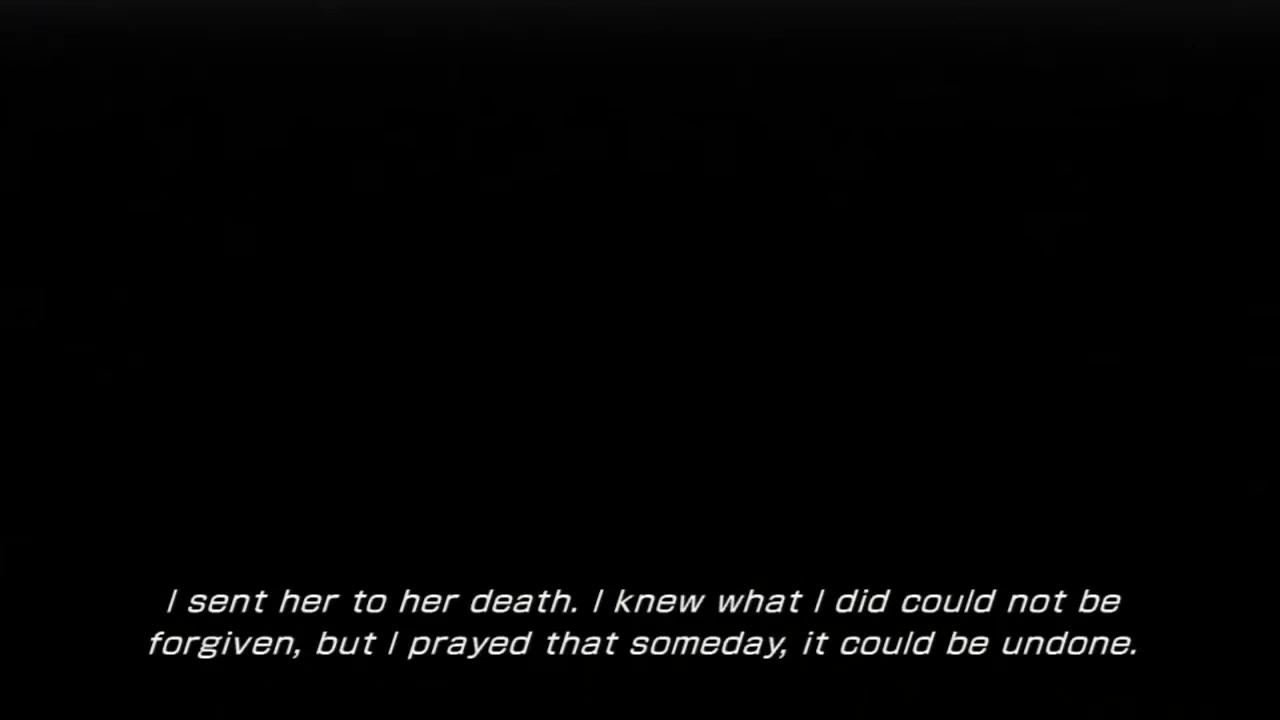 I sent her to her death. I knew what I did could not be
forgiven, but I prayed that someday, it could be undone.